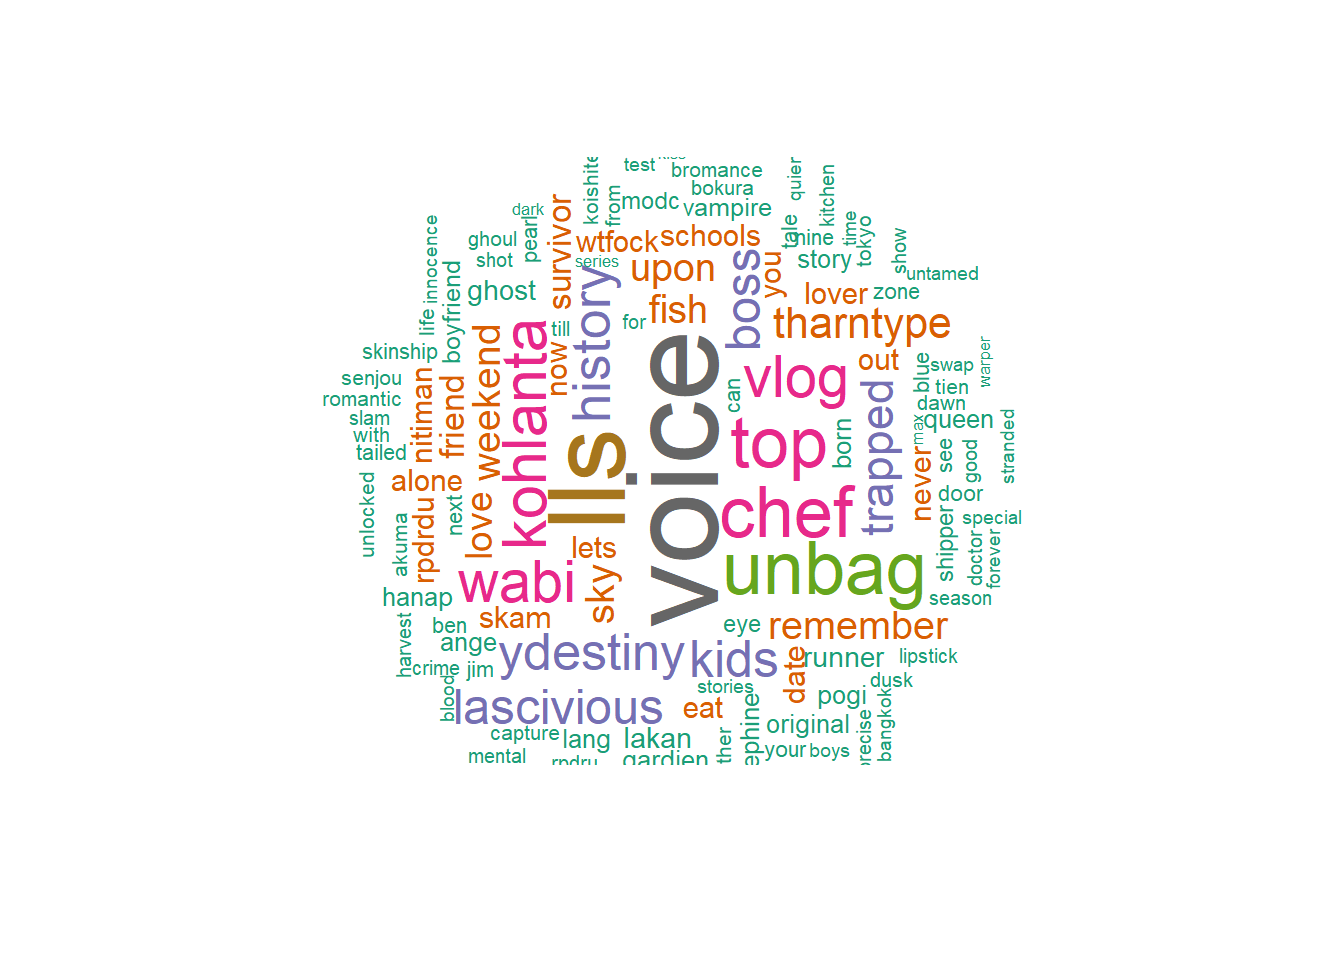 test
bromance
koishite
from
modc
bokura
vampire
quier
kitchen
dark
ghoul
pearl
shot
survivor
wtfock
schools
series
upon
tale
mine
time
tokyo
story
show
untamed
innocence
life
boyfriend
ghost
till
now
history
for
fish
boss
you
lover
zone
tharntype
skinship
senjou
romantic
slam
with
tailed
nitiman
friend
weekend
kohlanta
lls
voice
can
vlog
top
born
out
trapped
blue
swap
tien
dawn
warper
max
queen
never
see
good
stranded
door
alone
unlocked
akuma
rpdrdu
next
love
chef
special
shipper
doctor
forever
lets
sky
wabi
unbag
hanap
season
harvest
ben
skam
eye
remember
ange
crime
jim
ydestiny
kids
date
runner
lipstick
blood
lascivious
stories
eat
pogi
dusk
original
capture
lang
lakan
ther
ephine
your
boys
precise
bangkok
mental
rpdru
gardien